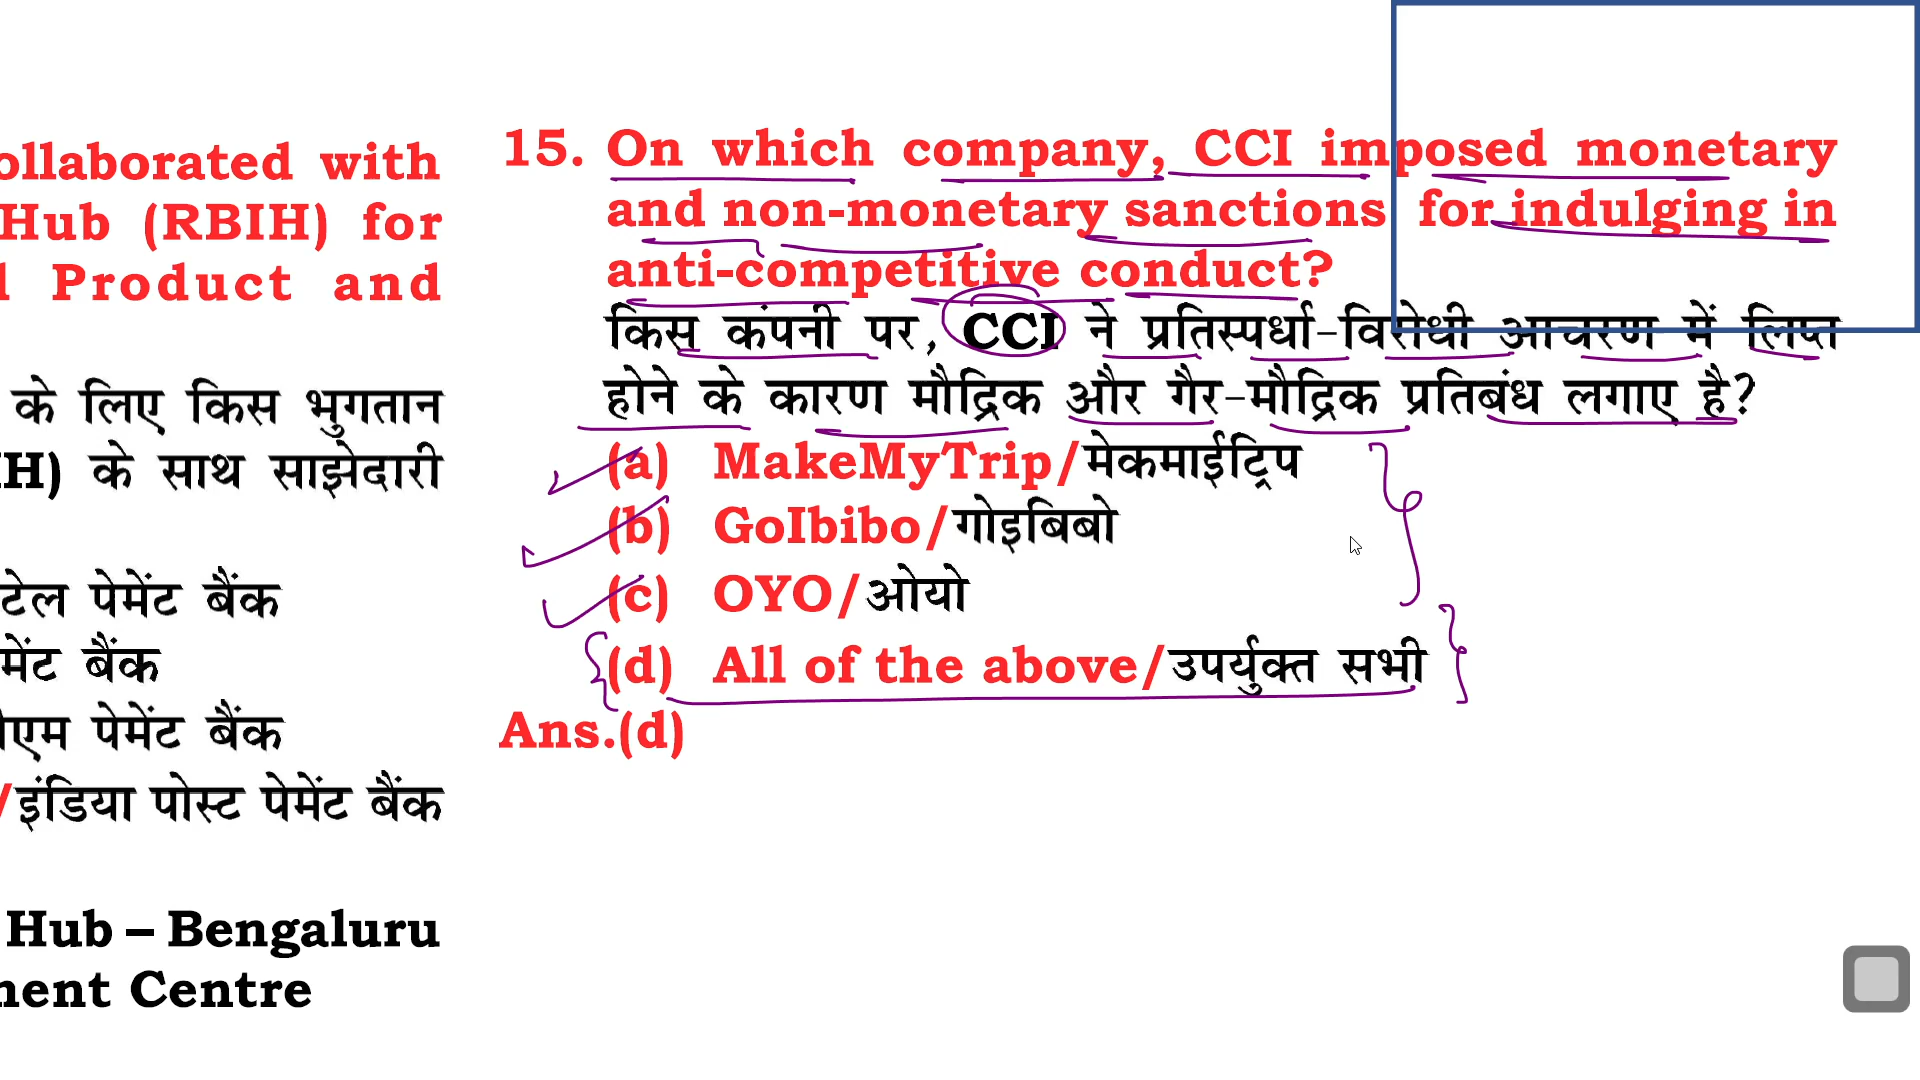 ollaborated with
Hub (RBIH) for
l Product and
के लिए किस भुगतान
IH) के साथ साझेदारी
टेल पेमेंट बैंक
मेंट बैंक
एम पेमेंट बैंक
/इंडिया पोस्ट पेमेंट बैंक
Hub – Bengaluru
ment Centre
15. On which company, CCI imposed monetary
and non-monetary sanctions for indulging in
anti-competitive conduct?
किस कंपनी पर, CCI ने प्रतिस्पर्धा-विरोधी आचरण में लिप्त
होने के कारण मौद्रिक और गैर-मौद्रिक प्रतिबंध लगाए है?
(a) MakeMyTrip/मेकमाईट्रिप
(b) GoIbibo/गोइबिबो
(c) OYO/ओयो
(d) All of the above/उपर्युक्त सभी
Ans.(d)